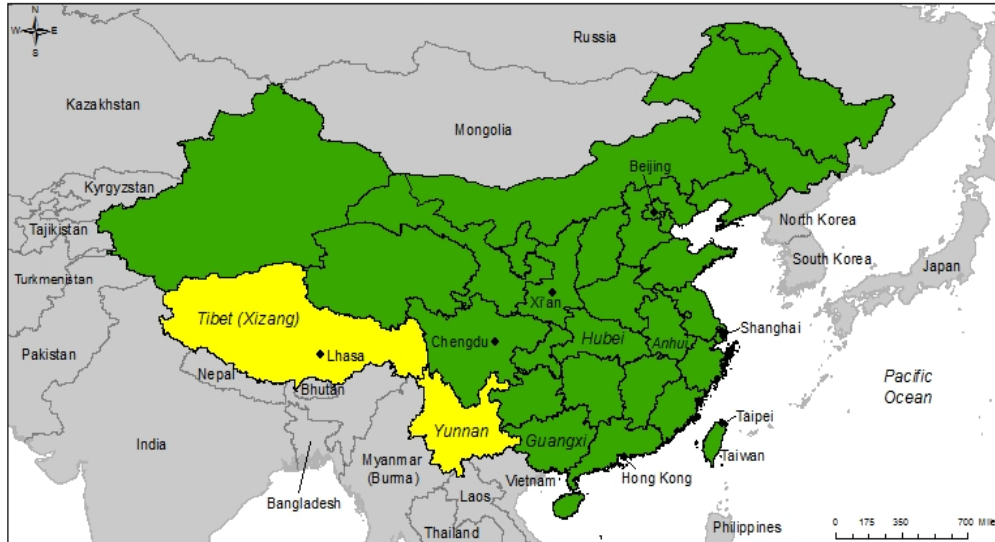 N
W E
S
Russia
Kazakhstan
Mongolia
Beijing
Kyrgyzstan
North Korea
Tajikistan
South Korea
Japan
Turkmenistan
Xi'an
Tibet (Xizang)
Shanghai
Hubei
Anhui
Chengdu
Pakistan
Lhasa
Nepal
Bhutan
Pacific
Ocean
Taipei
Yunnan
Guangxi
India
Taiwan
Myanmar
(Burma)
Hong Kong
Vietnam
Laos
Bangladesh
Philippines
Thailand
0 175 350 700 Mile